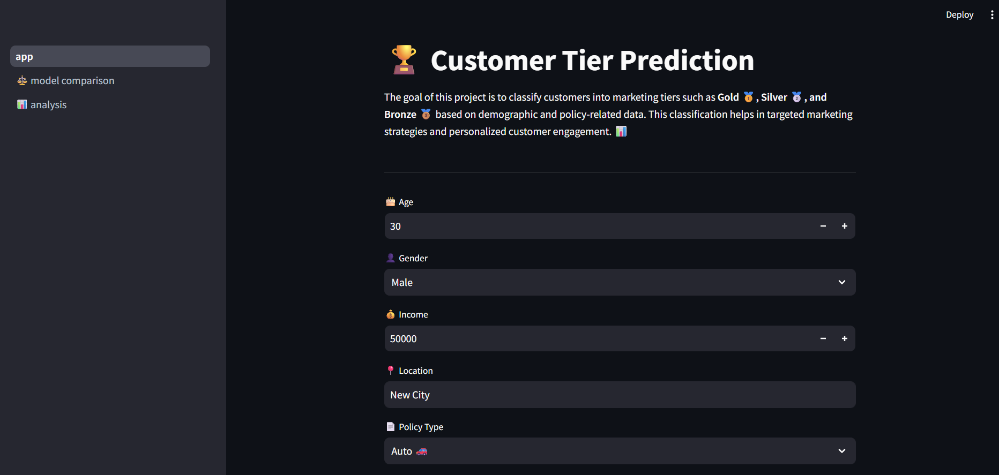 Deploy
app
model comparison
analysis
Customer Tier Prediction
The goal of this project is to classify customers into marketing tiers such as Gold 🥇, Silver 🥈, and
Bronze 🥉 based on demographic and policy-related data. This classification helps in targeted marketing
strategies and personalized customer engagement. 📊
Age
30
Gender
Male
Income
50000
Location
New City
Policy Type
Auto 🚗